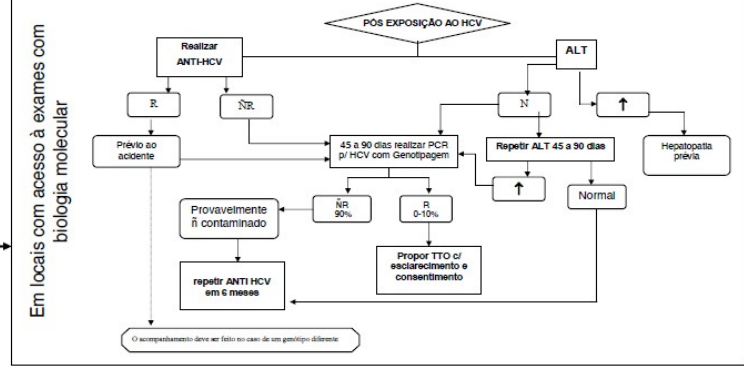 Em locais com acesso à exames com
biologia molecular
PÓS EXPOSIÇÃO AO HCV
Realizar
ANTI-HCV
ALT
R
ÑR
N
Prévio ao
acidente
45 a 90 dias realizar PCR
p/ HCV com Genotipagem
Repetir ALT 45 a 90 dias
Hepatopatia
prévia
Provavelmente
ñ contaminado
ÑR
90%
R
0-10%
Normal
repetir ANTI HCV
em 6 meses
Propor TTO c/
esclarecimento e
consentimento
O acompanhamento deve ser feito no caso de um genótipo diferente